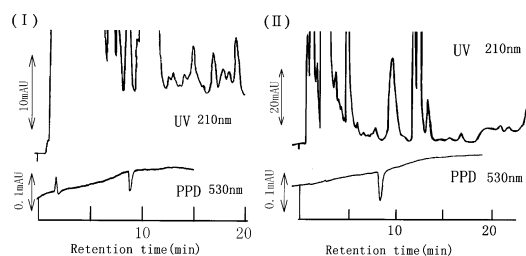 (I)
10mAU
UV 210nm
0.1mAU
PPD 530nm
10 20
Retention time(min)
(II)
20mAU
UV 210nm
0.1mAU
PPD 530nm
10 20
Retention time(min)